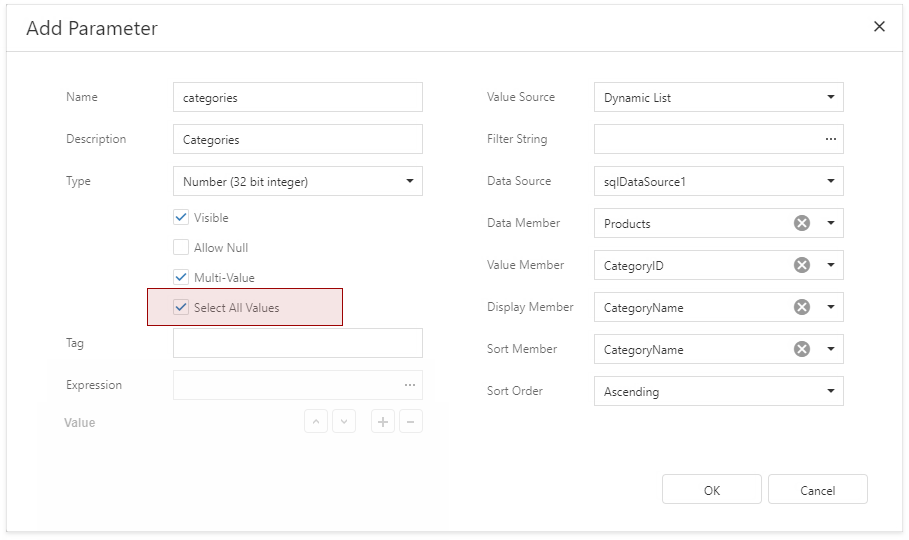 Add Parameter
Name
categories
Description
Categories
Type
Number (32 bit integer)
Visible
Allow Null
Multi-Value
Select All Values
Tag
Expression
Value
Value Source
Dynamic List
Filter String
Data Source
sqlDataSource1
Data Member
Products
Value Member
CategoryID
Display Member
CategoryName
Sort Member
CategoryName
Sort Order
Ascending
OK
Cancel